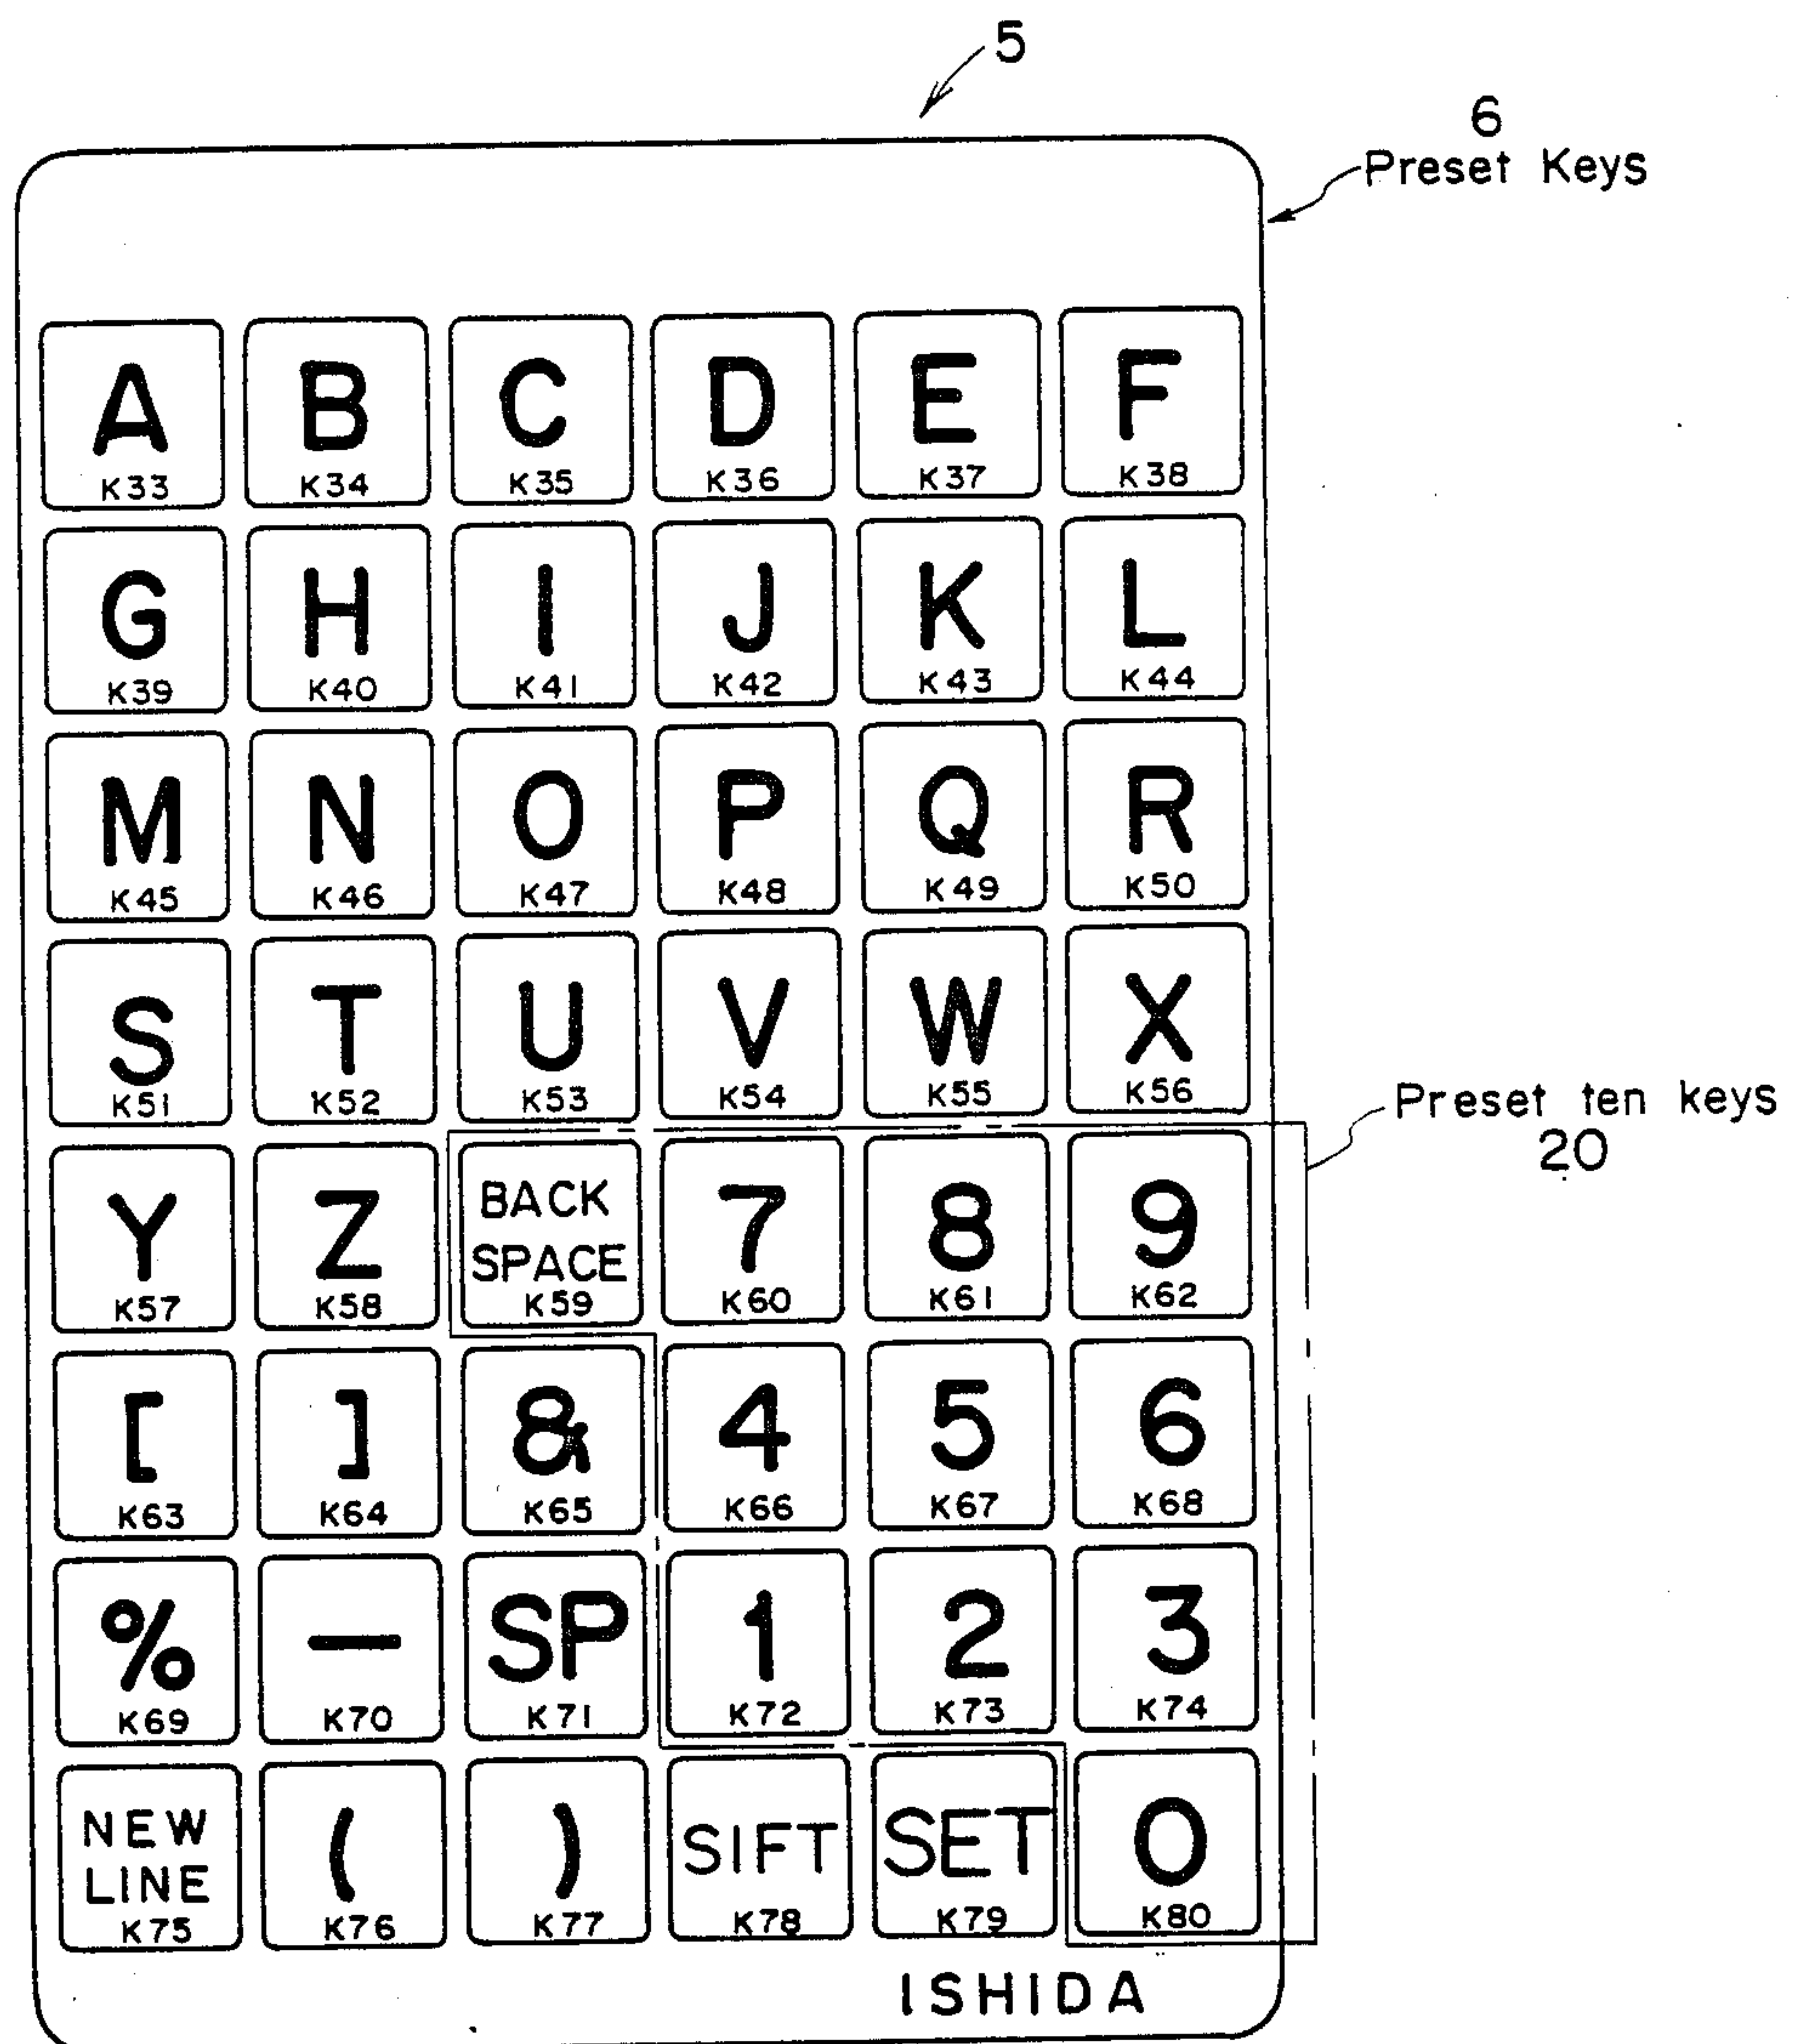 5
6
Preset Keys
A B C D E F
K33 K34 K35 K36 K37 K38
G H I J K L
K39 K40 K41 K42 K43 K44
M N O P Q R
K45 K46 K47 K48 K49 K50
S T U V W X
K51 K52 K53 K54 K55 K56
Preset ten keys
20
Y Z BACK SPACE 7 8 9
K57 K58 K59 K60 K61 K62
[ ] & 4 5 6
K63 K64 K65 K66 K67 K68
% — SP 1 2 3
K69 K70 K71 K72 K73 K74
NEW LINE ( ) SIFT SET 0
K75 K76 K77 K78 K79 K80
ISHIDA